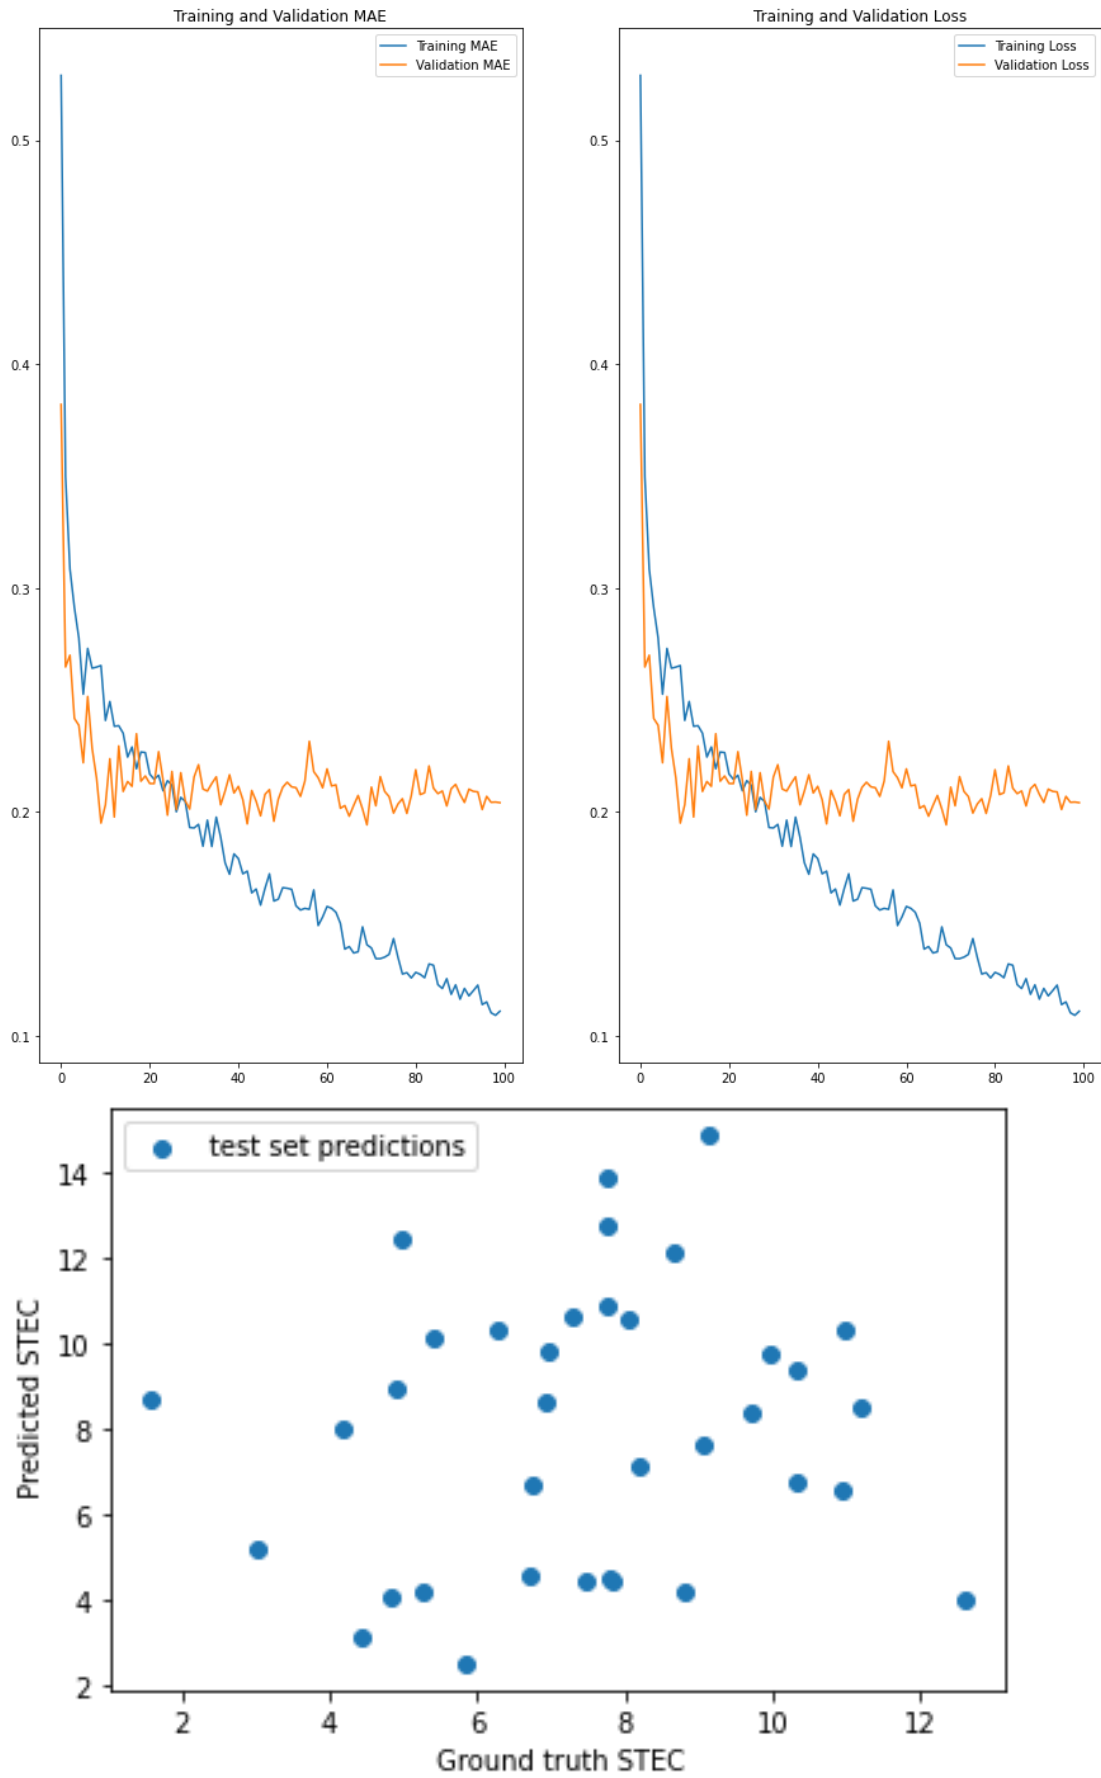 Training and Validation MAE
Training MAE
Validation MAE
0.5
0.4
0.3
0.2
0.1
0 20 40 60 80 100
Training and Validation Loss
Training Loss
Validation Loss
0.5
0.4
0.3
0.2
0.1
0 20 40 60 80 100
test set predictions
Predicted STEC
14
12
10
8
6
4
2
2 4 6 8 10 12
Ground truth STEC